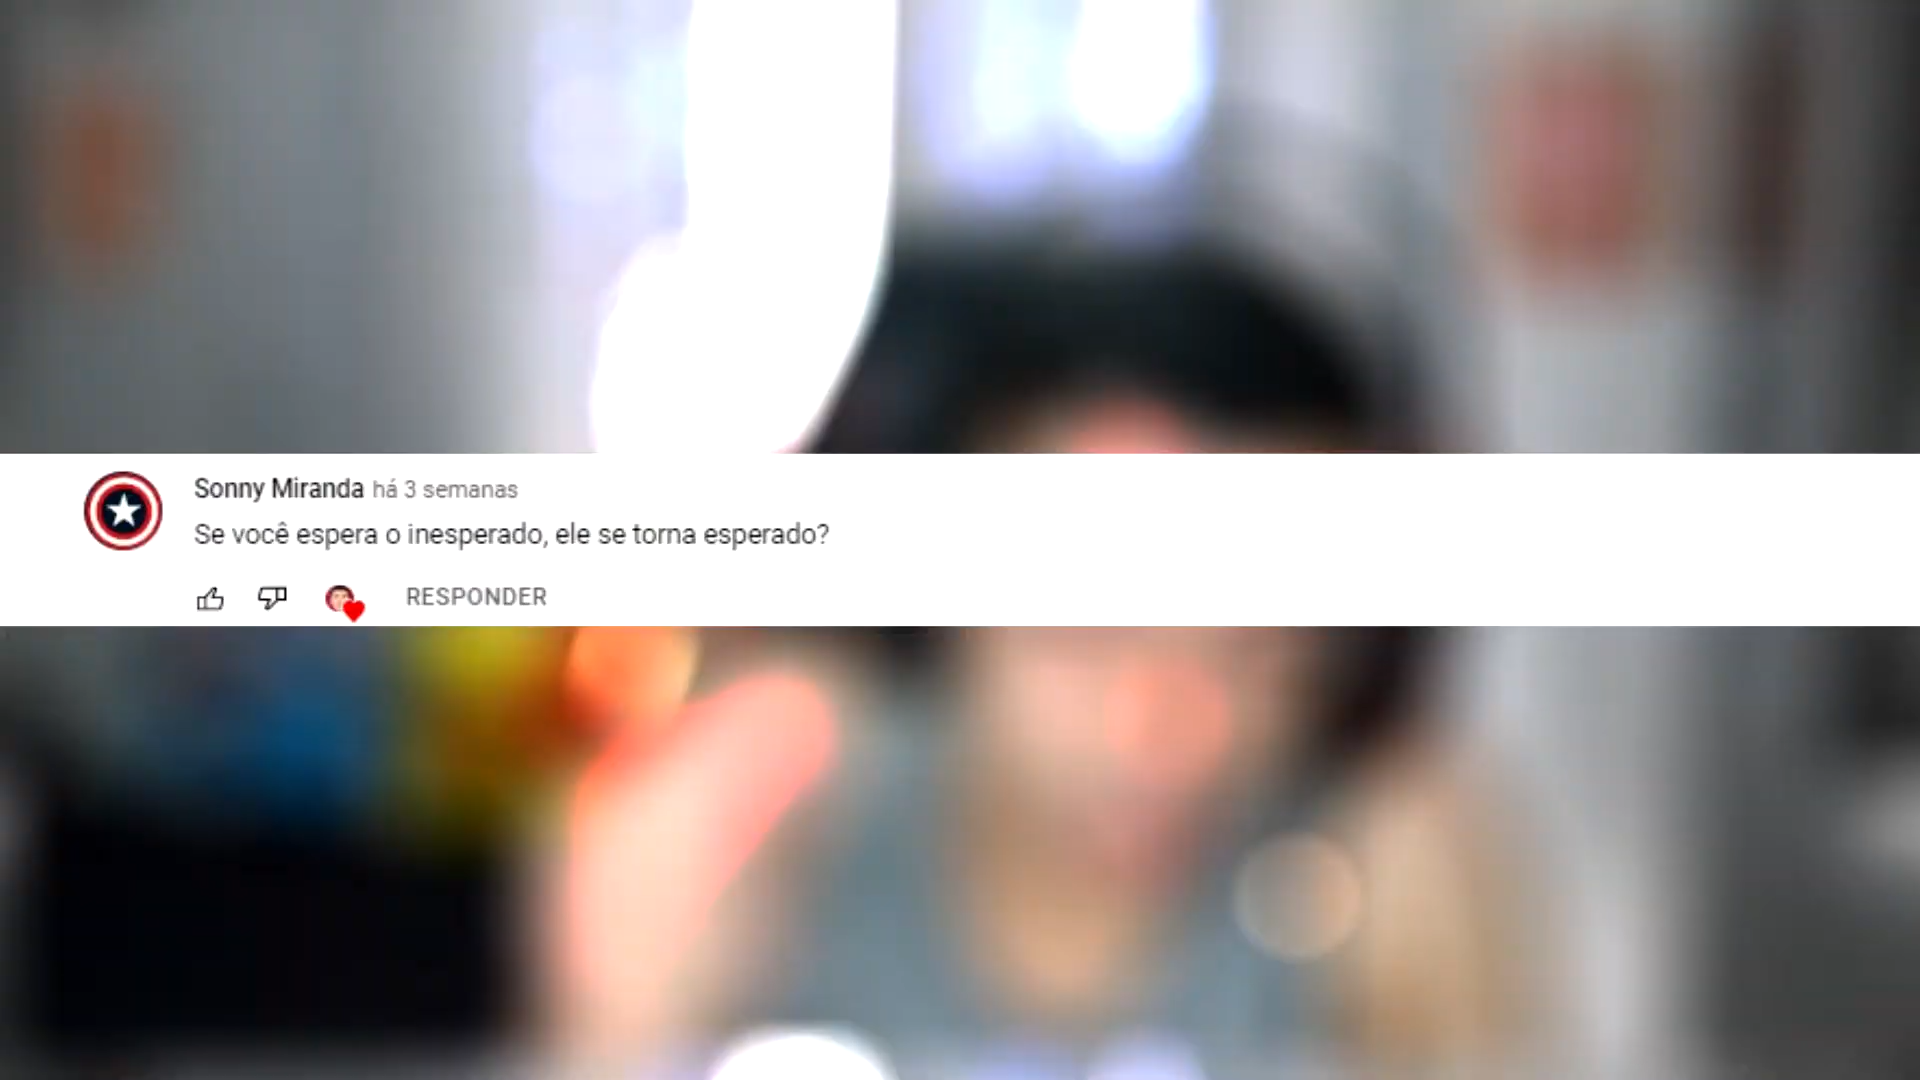 Sonny Miranda há 3 semanas
Se você espera o inesperado, ele se torna esperado?
RESPONDER